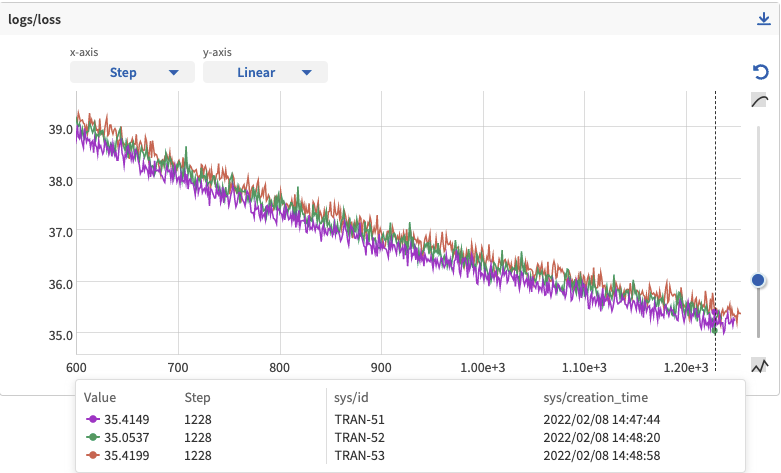 logs/loss
x-axis y-axis
Step Linear
39.0
38.0
37.0
36.0
35.0
600 700 800 900 1.00e+3 1.10e+3 1.20e+3
Value Step sys/id sys/creation_time
35.4149 1228 TRAN-51 2022/02/08 14:47:44
35.0537 1228 TRAN-52 2022/02/08 14:48:20
35.4199 1228 TRAN-53 2022/02/08 14:48:58